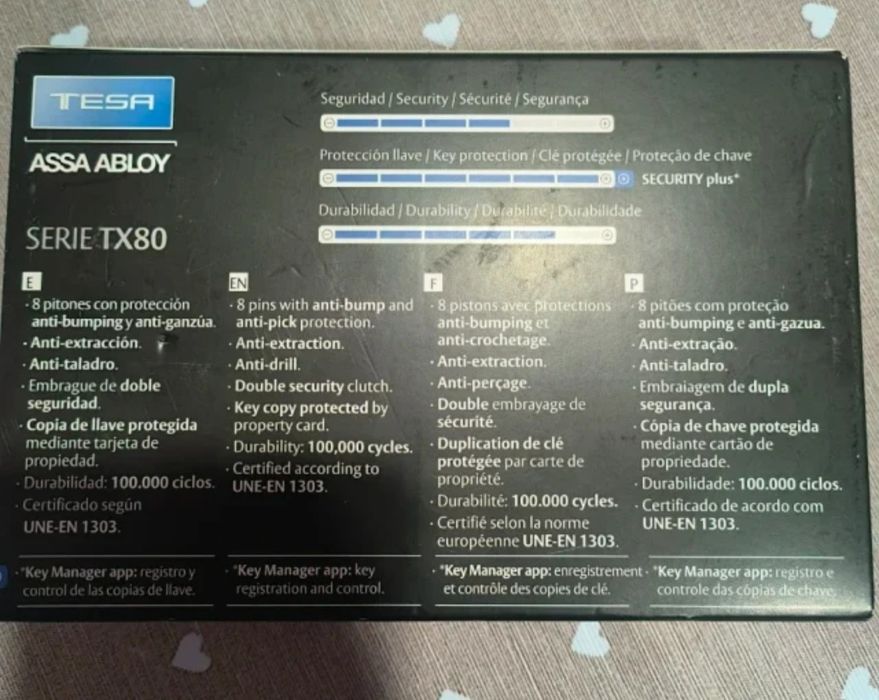 TESA
ASSA ABLOY
SERIE TX80
Seguridad / Security / Sécurité / Segurança
Protección llave / Key protection / Clé protégée / Proteção de chave
SECURITY plus*
Durabilidad / Durability / Durabilité / Durabilidade
E
· 8 pitones con protección
anti-bumping y anti-ganzúa.
· Anti-extracción.
· Anti-taladro.
· Embrague de doble
seguridad.
· Copia de llave protegida
mediante tarjeta de
propiedad.
· Durabilidad: 100.000 ciclos.
· Certificado según
UNE-EN 1303.
· *Key Manager app: registro y
control de las copias de llave.
EN
· 8 pins with anti-bump and
anti-pick protection.
· Anti-extraction.
· Anti-drill.
· Double security clutch.
· Key copy protected by
property card.
· Durability: 100,000 cycles.
· Certified according to
UNE-EN 1303.
· *Key Manager app: key
registration and control.
F
· 8 pistons avec protections
anti-bumping et
anti-crochetage.
· Anti-extraction.
· Anti-perçage.
· Double embrayage de
sécurité.
· Duplication de clé
protégée par carte de
propriété.
· Durabilité: 100.000 cycles.
· Certifié selon la norme
européenne UNE-EN 1303.
· *Key Manager app: enregistrement
et contrôle des copies de clé.
P
· 8 pitões com proteção
anti-bumping e anti-gazua.
· Anti-extração.
· Anti-taladro.
· Embraiagem de dupla
segurança.
· Cópia de chave protegida
mediante cartão de
propriedade.
· Durabilidade: 100.000 ciclos.
· Certificado de acordo com
UNE-EN 1303.
· *Key Manager app: registro e
controle das cópias de chave.